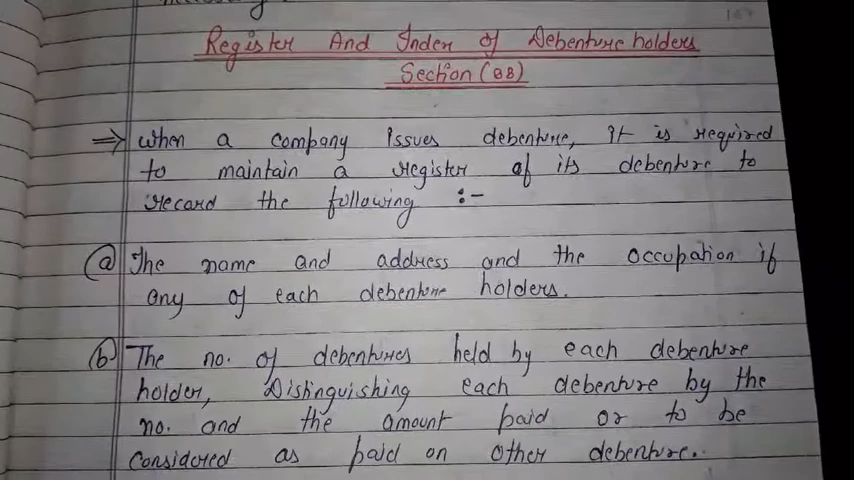 Register And Index of Debenture holders
Section (88)
⇒ When a company issues debenture, it is required
to maintain a register of its debenture to
record the following :-
(a) The name and address and the occupation if
any of each debenture holders.
(b) The no. of debentures held by each debenture
holder, Distinguishing each debenture by the
no. and the amount paid or to be
considered as paid on other debenture.